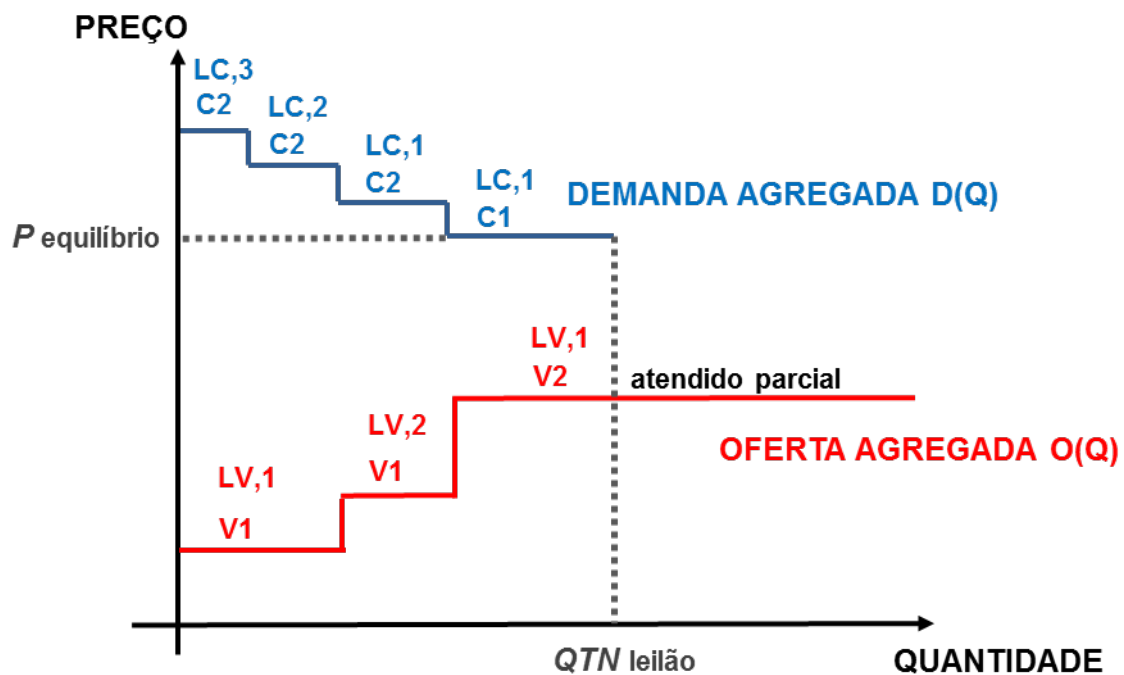 PREÇO
LC,3
C2
LC,2
C2
LC,1
C2
LC,1
C1
DEMANDA AGREGADA D(Q)
P equilíbrio
LV,1
V2
atendido parcial
LV,2
V1
OFERTA AGREGADA O(Q)
LV,1
V1
QTN leilão
QUANTIDADE